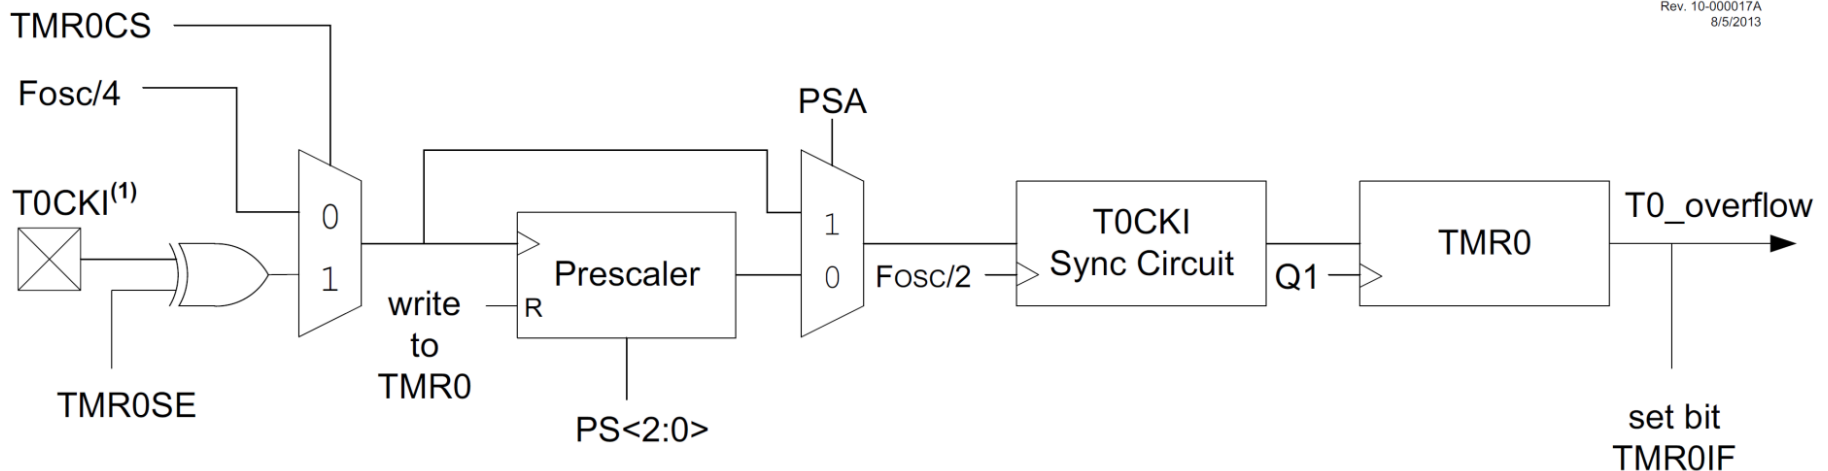 Rev. 10-000017A
8/5/2013
TMR0CS
Fosc/4
PSA
T0CKI(1)
0
1
Prescaler
R
write
to
TMR0
PS<2:0>
TMR0SE
1
0
FOSC/2
T0CKI
Sync Circuit
Q1
TMR0
T0_overflow
set bit
TMR0IF